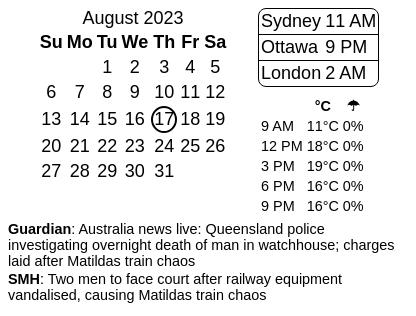 August 2023
Su Mo Tu We Th Fr Sa
1 2 3 4 5
6 7 8 9 10 11 12
13 14 15 16 17 18 19
20 21 22 23 24 25 26
27 28 29 30 31
Sydney 11 AM
Ottawa 9 PM
London 2 AM
°C ☂
9 AM 11°C 0%
12 PM 18°C 0%
3 PM 19°C 0%
6 PM 16°C 0%
9 PM 16°C 0%
Guardian: Australia news live: Queensland police
investigating overnight death of man in watchhouse; charges
laid after Matildas train chaos
SMH: Two men to face court after railway equipment
vandalised, causing Matildas train chaos